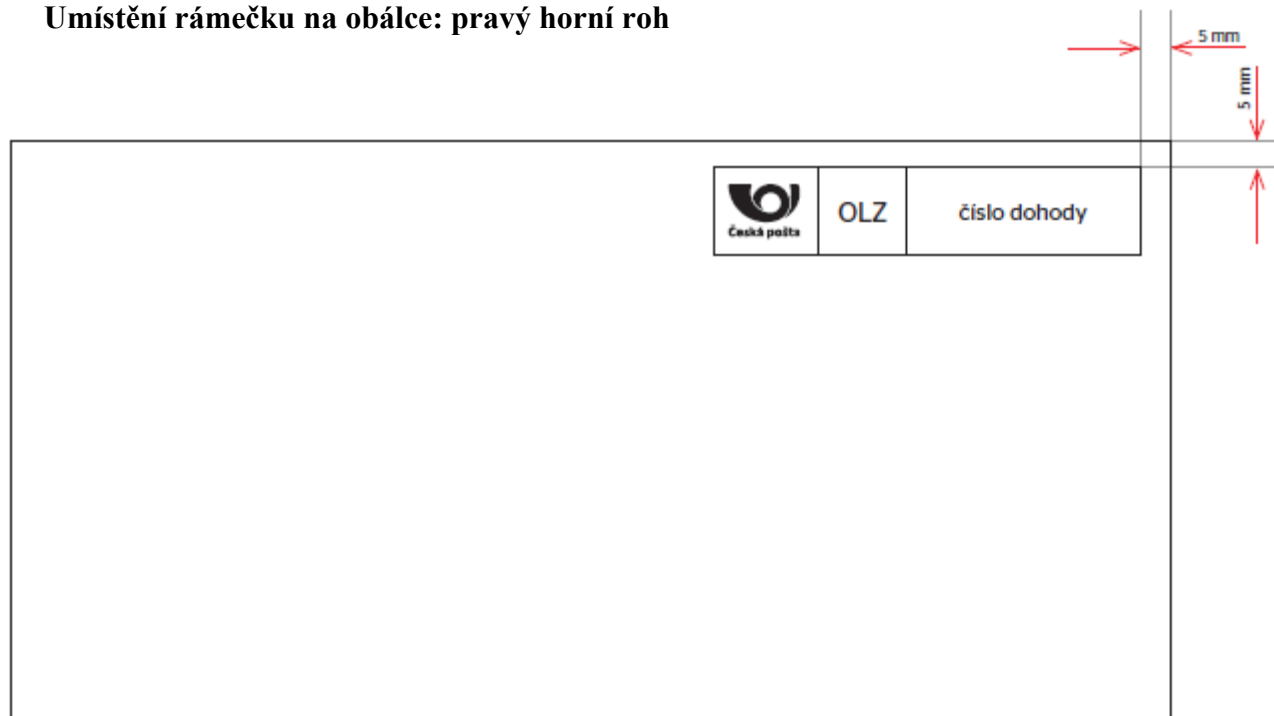 Umístění rámečku na obálce: pravý horní roh
5 mm
5 mm
Česká pošta
OLZ
číslo dohody